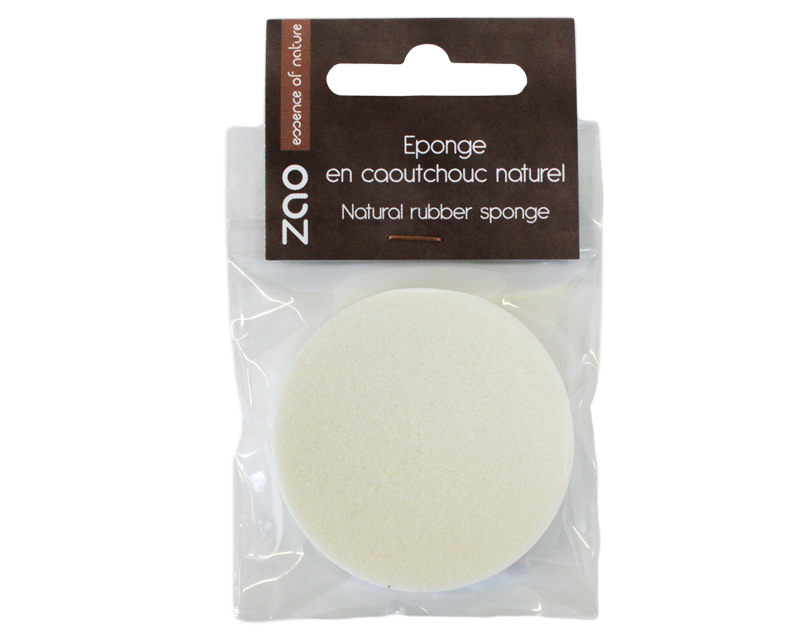 zao
essence of nature
Eponge
en caoutchouc naturel
Natural rubber sponge